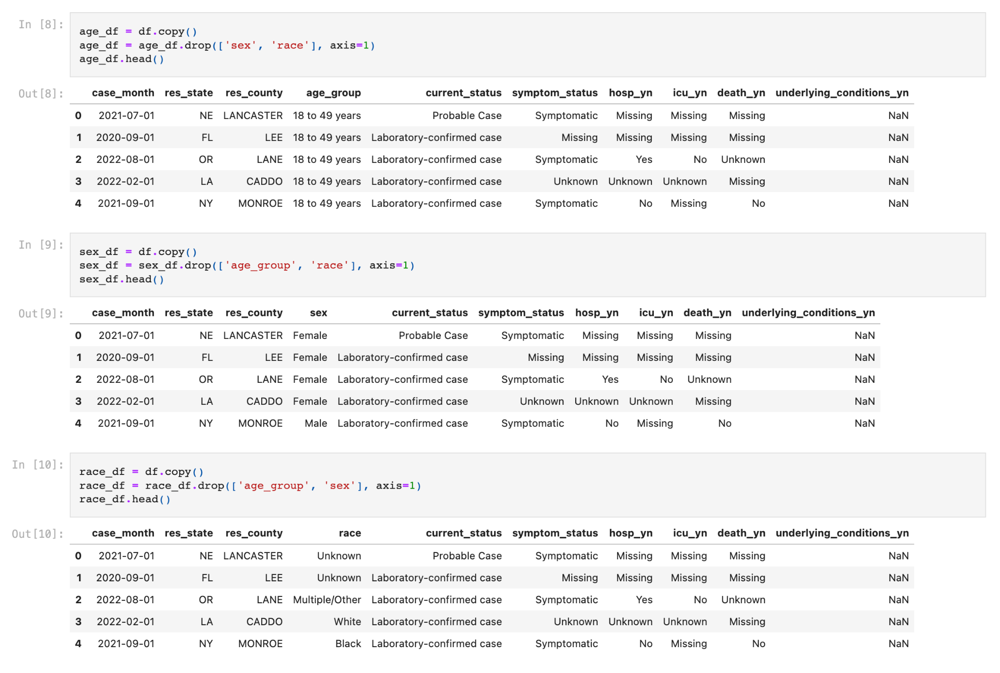 In [8]:
age_df = df.copy()
age_df = age_df.drop(['sex', 'race'], axis=1)
age_df.head()
Out[8]:
case_month res_state res_county age_group current_status symptom_status hosp_yn icu_yn death_yn underlying_conditions_yn
0 2021-07-01 NE LANCASTER 18 to 49 years Probable Case Symptomatic Missing Missing Missing NaN
1 2020-09-01 FL LEE 18 to 49 years Laboratory-confirmed case Missing Missing Missing Missing NaN
2 2022-08-01 OR LANE 18 to 49 years Laboratory-confirmed case Symptomatic Yes No Unknown NaN
3 2022-02-01 LA CADDO 18 to 49 years Laboratory-confirmed case Unknown Unknown Unknown Missing NaN
4 2021-09-01 NY MONROE 18 to 49 years Laboratory-confirmed case Symptomatic No Missing No NaN
In [9]:
sex_df = df.copy()
sex_df = sex_df.drop(['age_group', 'race'], axis=1)
sex_df.head()
Out[9]:
case_month res_state res_county sex current_status symptom_status hosp_yn icu_yn death_yn underlying_conditions_yn
0 2021-07-01 NE LANCASTER Female Probable Case Symptomatic Missing Missing Missing NaN
1 2020-09-01 FL LEE Female Laboratory-confirmed case Missing Missing Missing Missing NaN
2 2022-08-01 OR LANE Female Laboratory-confirmed case Symptomatic Yes No Unknown NaN
3 2022-02-01 LA CADDO Female Laboratory-confirmed case Unknown Unknown Unknown Missing NaN
4 2021-09-01 NY MONROE Male Laboratory-confirmed case Symptomatic No Missing No NaN
In [10]:
race_df = df.copy()
race_df = race_df.drop(['age_group', 'sex'], axis=1)
race_df.head()
Out[10]:
case_month res_state res_county race current_status symptom_status hosp_yn icu_yn death_yn underlying_conditions_yn
0 2021-07-01 NE LANCASTER Unknown Probable Case Symptomatic Missing Missing Missing NaN
1 2020-09-01 FL LEE Unknown Laboratory-confirmed case Missing Missing Missing Missing NaN
2 2022-08-01 OR LANE Multiple/Other Laboratory-confirmed case Symptomatic Yes No Unknown NaN
3 2022-02-01 LA CADDO White Laboratory-confirmed case Unknown Unknown Unknown Missing NaN
4 2021-09-01 NY MONROE Black Laboratory-confirmed case Symptomatic No Missing No NaN